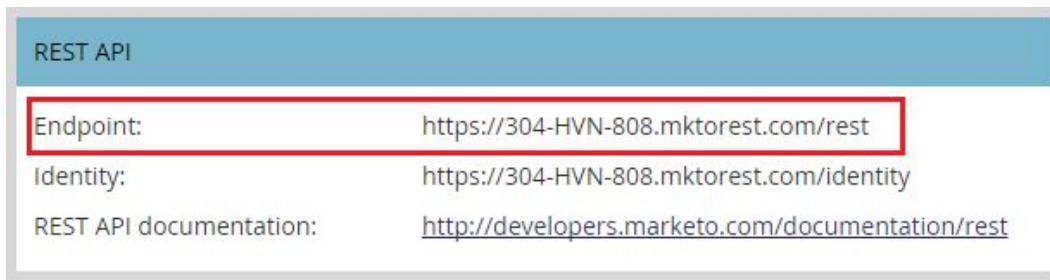 REST API
Endpoint: https://304-HVN-808.mktorest.com/rest
Identity: https://304-HVN-808.mktorest.com/identity
REST API documentation: http://developers.marketo.com/documentation/rest